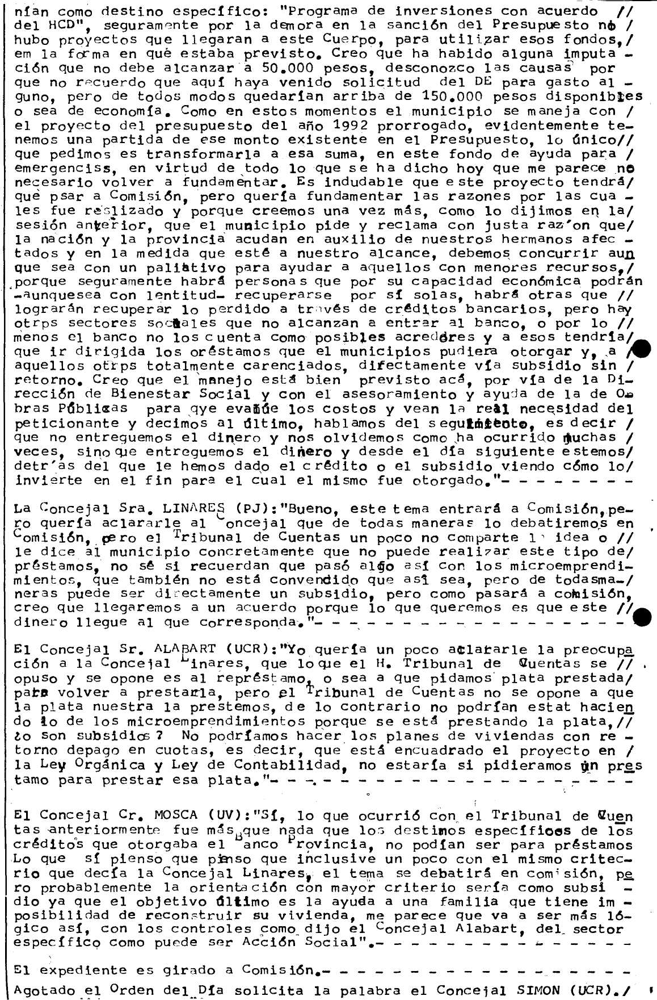 nían como destino específico: "Programa de inversiones con acuerdo //
del HCD", seguramente por la demora en la sanción del Presupuesto no /
hubo proyectos que llegaran a este Cuerpo, para utilizar esos fondos,/
em la forma en que estaba previsto. Creo que ha habido alguna imputa -
ción que no debe alcanzar a 50.000 pesos, desconozco las causas por
que no recuerdo que aquí haya venido solicitud del DE para gasto al -
guno, pero de todos modos quedarían arriba de 150.000 pesos disponibles
o sea de economía. Como en estos momentos el municipio se maneja con /
el proyecto del presupuesto del año 1992 prorrogado, evidentemente te-
nemos una partida de ese monto existente en el Presupuesto, lo único//
que pedimos es transformarla a esa suma, en este fondo de ayuda para /
emergenciss, en virtud de todo lo que se ha dicho hoy que me parece no
necesario volver a fundamentar. Es indudable que este proyecto tendrá/
que psar a Comisión, pero quería fundamentar las razones por las cua -
les fue reslizado y porque creemos una vez más, como lo dijimos en la/
sesión anterior, que el municipio pide y reclama con justa raz'on que/
la nación y la provincia acudan en auxilio de nuestros hermanos afec -
tados y en la medida que esté a nuestro alcance, debemos concurrir aun
que sea con un paliativo para ayudar a aquellos con menores recursos,/
porque seguramente habrá personas que por su capacidad económica podrán
-aunquesea con lentitud- recuperarse por sí solas, habrá otras que //
lograrán recuperar lo perdido a través de créditos bancarios, pero hay
otrps sectores sociales que no alcanzan a entrar al banco, o por lo //
menos el banco no los cuenta como posibles acreedores y a esos tendría/
que ir dirigida los oréstamos que el municipios pudiera otorgar y, a /
aquellos otrps totalmente carenciados, directamente vía subsidio sin /
retorno. Creo que el manejo está bien previsto acá, por vía de la Di-
rección de Bienestar Social y con el asesoramiento y ayuda de la de O-
bras Públicas para qye evalúe los costos y vean la real necesidad del
peticionante y decimos al último, hablamos del seguimiento, es decir /
que no entreguemos el dinero y nos olvidemos como ha ocurrido muchas /
veces, sino que entreguemos el dinero y desde el día siguiente estemos/
detr'as del que le hemos dado el crédito o el subsidio viendo cómo lo/
invierte en el fin para el cual el mismo fue otorgado."- - - - - - - -
La Concejal Sra. LINARES (PJ):"Bueno, este tema entrará a Comisión,pe-
ro quería aclararle al Concejal que de todas maneras lo debatiremos en
Comisión, pero el Tribunal de Cuentas un poco no comparte la idea o //
le dice al municipio concretamente que no puede realizar este tipo de/
préstamos, no sé si recuerdan que pasó algo así con los microemprendi-
mientos, que también no está convendido que así sea, pero de todasma-/
neras puede ser directamente un subsidio, pero como pasará a comisión,
creo que llegaremos a un acuerdo porque lo que queremos es que este //
dinero llegue al que corresponda."- - - - - - - - - - - - - - - - -
El Concejal Sr. ALABART (UCR):"Yo quería un poco aclararle la preocupa
ción a la Concejal Linares, que lo que el H. Tribunal de Cuentas se //
opuso y se opone es al représtamo, o sea a que pidamos plata prestada/
para volver a prestarla, pero el Tribunal de Cuentas no se opone a que
la plata nuestra la prestemos, de lo contrario no podrían estat hacien
do lo de los microemprendimientos porque se está prestando la plata,//
¿o son subsidios? No podríamos hacer los planes de viviendas con re -
torno depago en cuotas, es decir, que está encuadrado el proyecto en /
la Ley Orgánica y Ley de Contabilidad, no estaría si pidieramos un pres
tamo para prestar esa plata."- - - - - - - - - - - - - - - - - - - -
El Concejal Cr. MOSCA (UV):"Sí, lo que ocurrió con el Tribunal de Cuen
tas anteriormente fue más que nada que los destinos específicos de los
créditos que otorgaba el Banco Provincia, no podían ser para préstamos
Lo que sí pienso que pienso que inclusive un poco con el mismo critec-
rio que decía la Concejal Linares, el tema se debatirá en comisión, pe
ro probablemente la orientación con mayor criterio sería como subsi -
dio ya que el objetivo último es la ayuda a una familia que tiene im -
posibilidad de reconstruir su vivienda, me parece que va a ser más ló-
gico así, con los controles como dijo el Concejal Alabart, del sector
específico como puede ser Acción Social".- - - - - - - - - - - - - -
El expediente es girado a Comisión.- - - - - - - - - - - - - - - - -
Agotado el Orden del Día solicita la palabra el Concejal SIMON (UCR)./